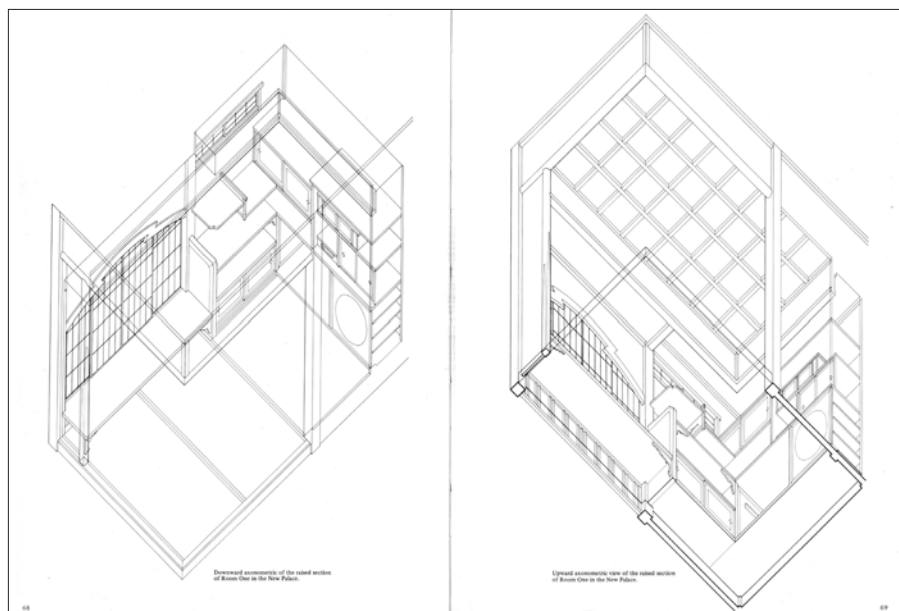 Downward axonometric of the raised section
of Room One in the New Palace.
68
Upward axonometric view of the raised section
of Room One in the New Palace.
69